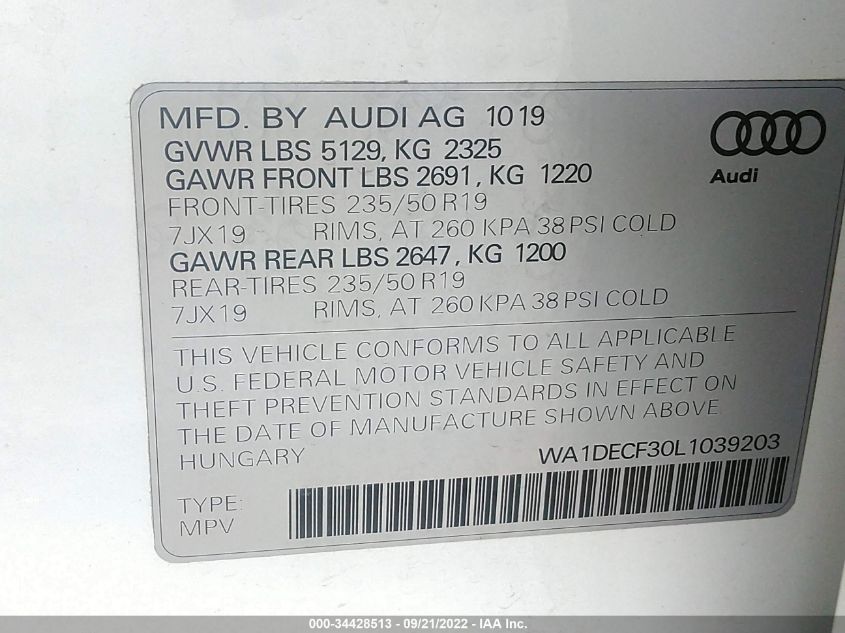 MFD. BY AUDI AG 1019
GVWR LBS 5129, KG 2325
GAWR FRONT LBS 2691, KG 1220
FRONT-TIRES 235/50 R19
7JX19 RIMS, AT 260 KPA 38 PSI COLD
GAWR REAR LBS 2647, KG 1200
REAR-TIRES 235/50 R19
7JX19 RIMS, AT 260 KPA 38 PSI COLD
Audi
THIS VEHICLE CONFORMS TO ALL APPLICABLE
U.S. FEDERAL MOTOR VEHICLE SAFETY AND
THEFT PREVENTION STANDARDS IN EFFECT ON
THE DATE OF MANUFACTURE SHOWN ABOVE.
HUNGARY WA1DECF30L1039203
TYPE:
MPV
000-34428513 - 09/21/2022 - IAA Inc.